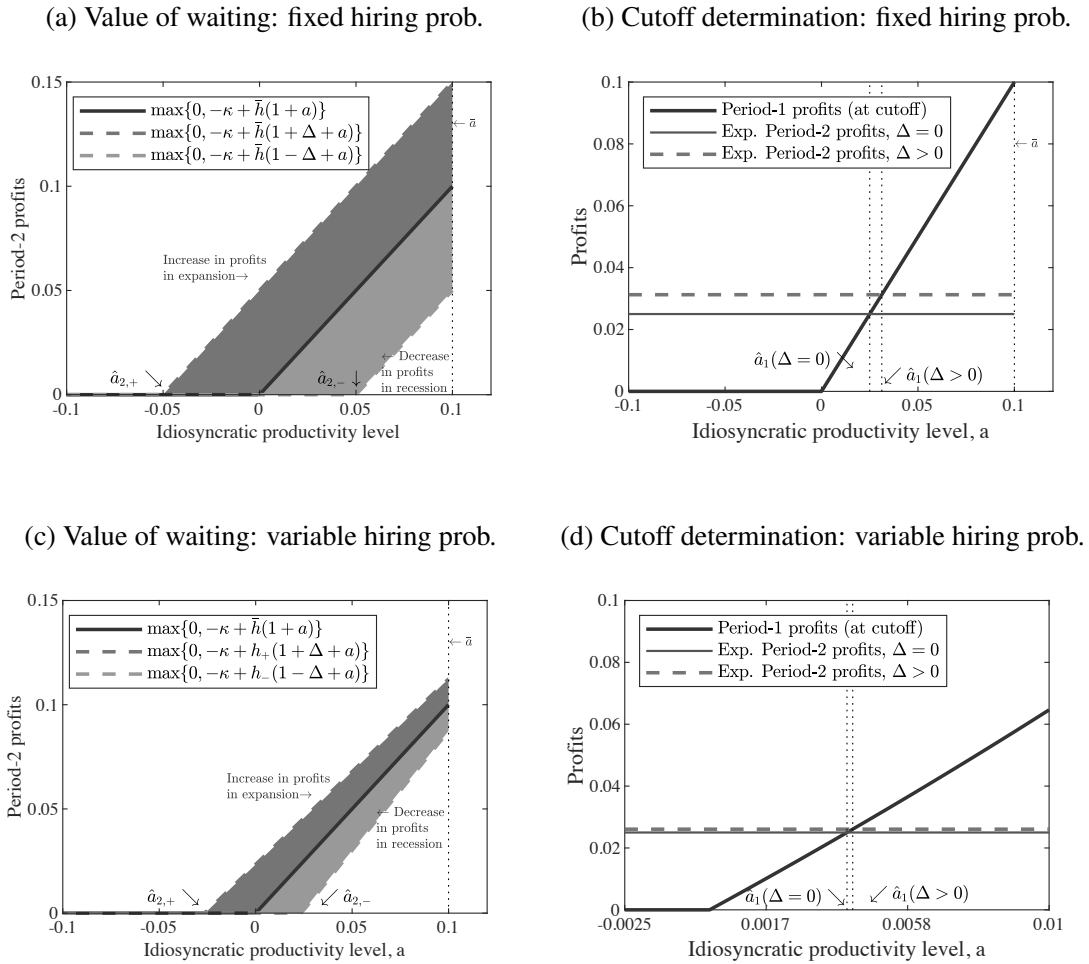 (a) Value of waiting: fixed hiring prob.
0.15
0.1
0.05
0
Period-2 profits
max{0, −κ + h̄(1 + a)}
max{0, −κ + h̄(1 + Δ + a)}
max{0, −κ + h̄(1 − Δ + a)}
← ā
Increase in profits
in expansion→
← Decrease
in profits
in recession
â₂,₊ ↘
â₂,₋ ↓
-0.1 -0.05 0 0.05 0.1
Idiosyncratic productivity level
(b) Cutoff determination: fixed hiring prob.
0.1
0.08
0.06
0.04
0.02
0
Profits
Period-1 profits (at cutoff)
Exp. Period-2 profits, Δ = 0
Exp. Period-2 profits, Δ > 0
← ā
â₁(Δ = 0) ↘
↙ â₁(Δ > 0)
-0.1 -0.05 0 0.05 0.1
Idiosyncratic productivity level, a
(c) Value of waiting: variable hiring prob.
0.15
0.1
0.05
0
Period-2 profits
max{0, −κ + h̄(1 + a)}
max{0, −κ + h₊(1 + Δ + a)}
max{0, −κ + h₋(1 − Δ + a)}
← ā
Increase in profits
in expansion→
← Decrease
in profits
in recession
â₂,₊ ↘
↙ â₂,₋
-0.1 -0.05 0 0.05 0.1
Idiosyncratic productivity level, a
(d) Cutoff determination: variable hiring prob.
0.1
0.08
0.06
0.04
0.02
0
Profits
Period-1 profits (at cutoff)
Exp. Period-2 profits, Δ = 0
Exp. Period-2 profits, Δ > 0
â₁(Δ = 0) ↘
↙ â₁(Δ > 0)
-0.0025 0.0017 0.0058 0.01
Idiosyncratic productivity level, a